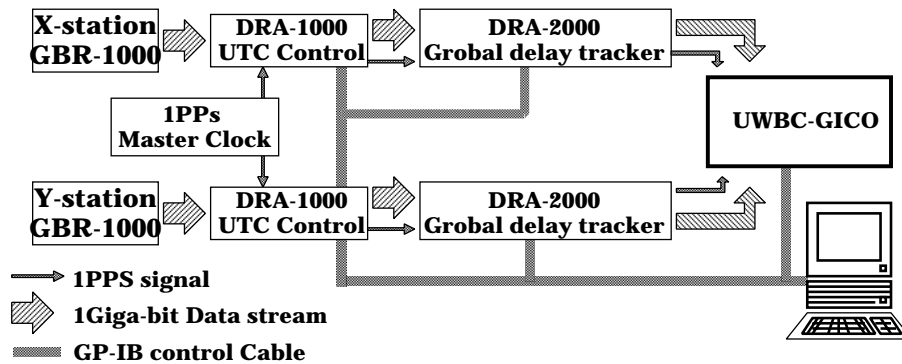 X-station
GBR-1000
DRA-1000
UTC Control
DRA-2000
Grobal delay tracker
1PPs
Master Clock
UWBC-GICO
Y-station
GBR-1000
DRA-1000
UTC Control
DRA-2000
Grobal delay tracker
1PPS signal
1Giga-bit Data stream
GP-IB control Cable